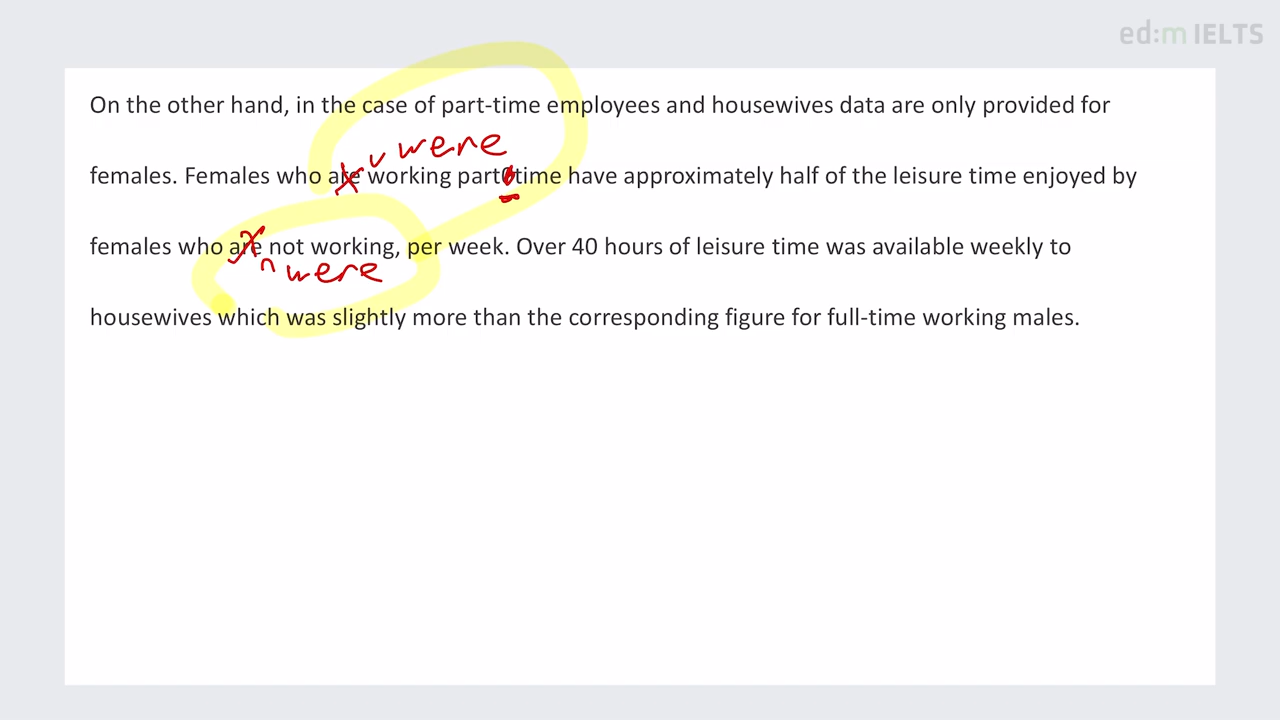 ed:m IELTS
On the other hand, in the case of part-time employees and housewives data are only provided for
were
females. Females who are working part time have approximately half of the leisure time enjoyed by
females who are not working, per week. Over 40 hours of leisure time was available weekly to
were
housewives which was slightly more than the corresponding figure for full-time working males.